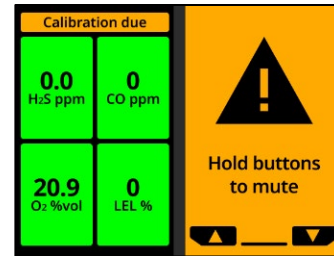 Calibration due
0.0
H₂S ppm
0
CO ppm
20.9
O₂ %vol
0
LEL %
!
Hold buttons
to mute